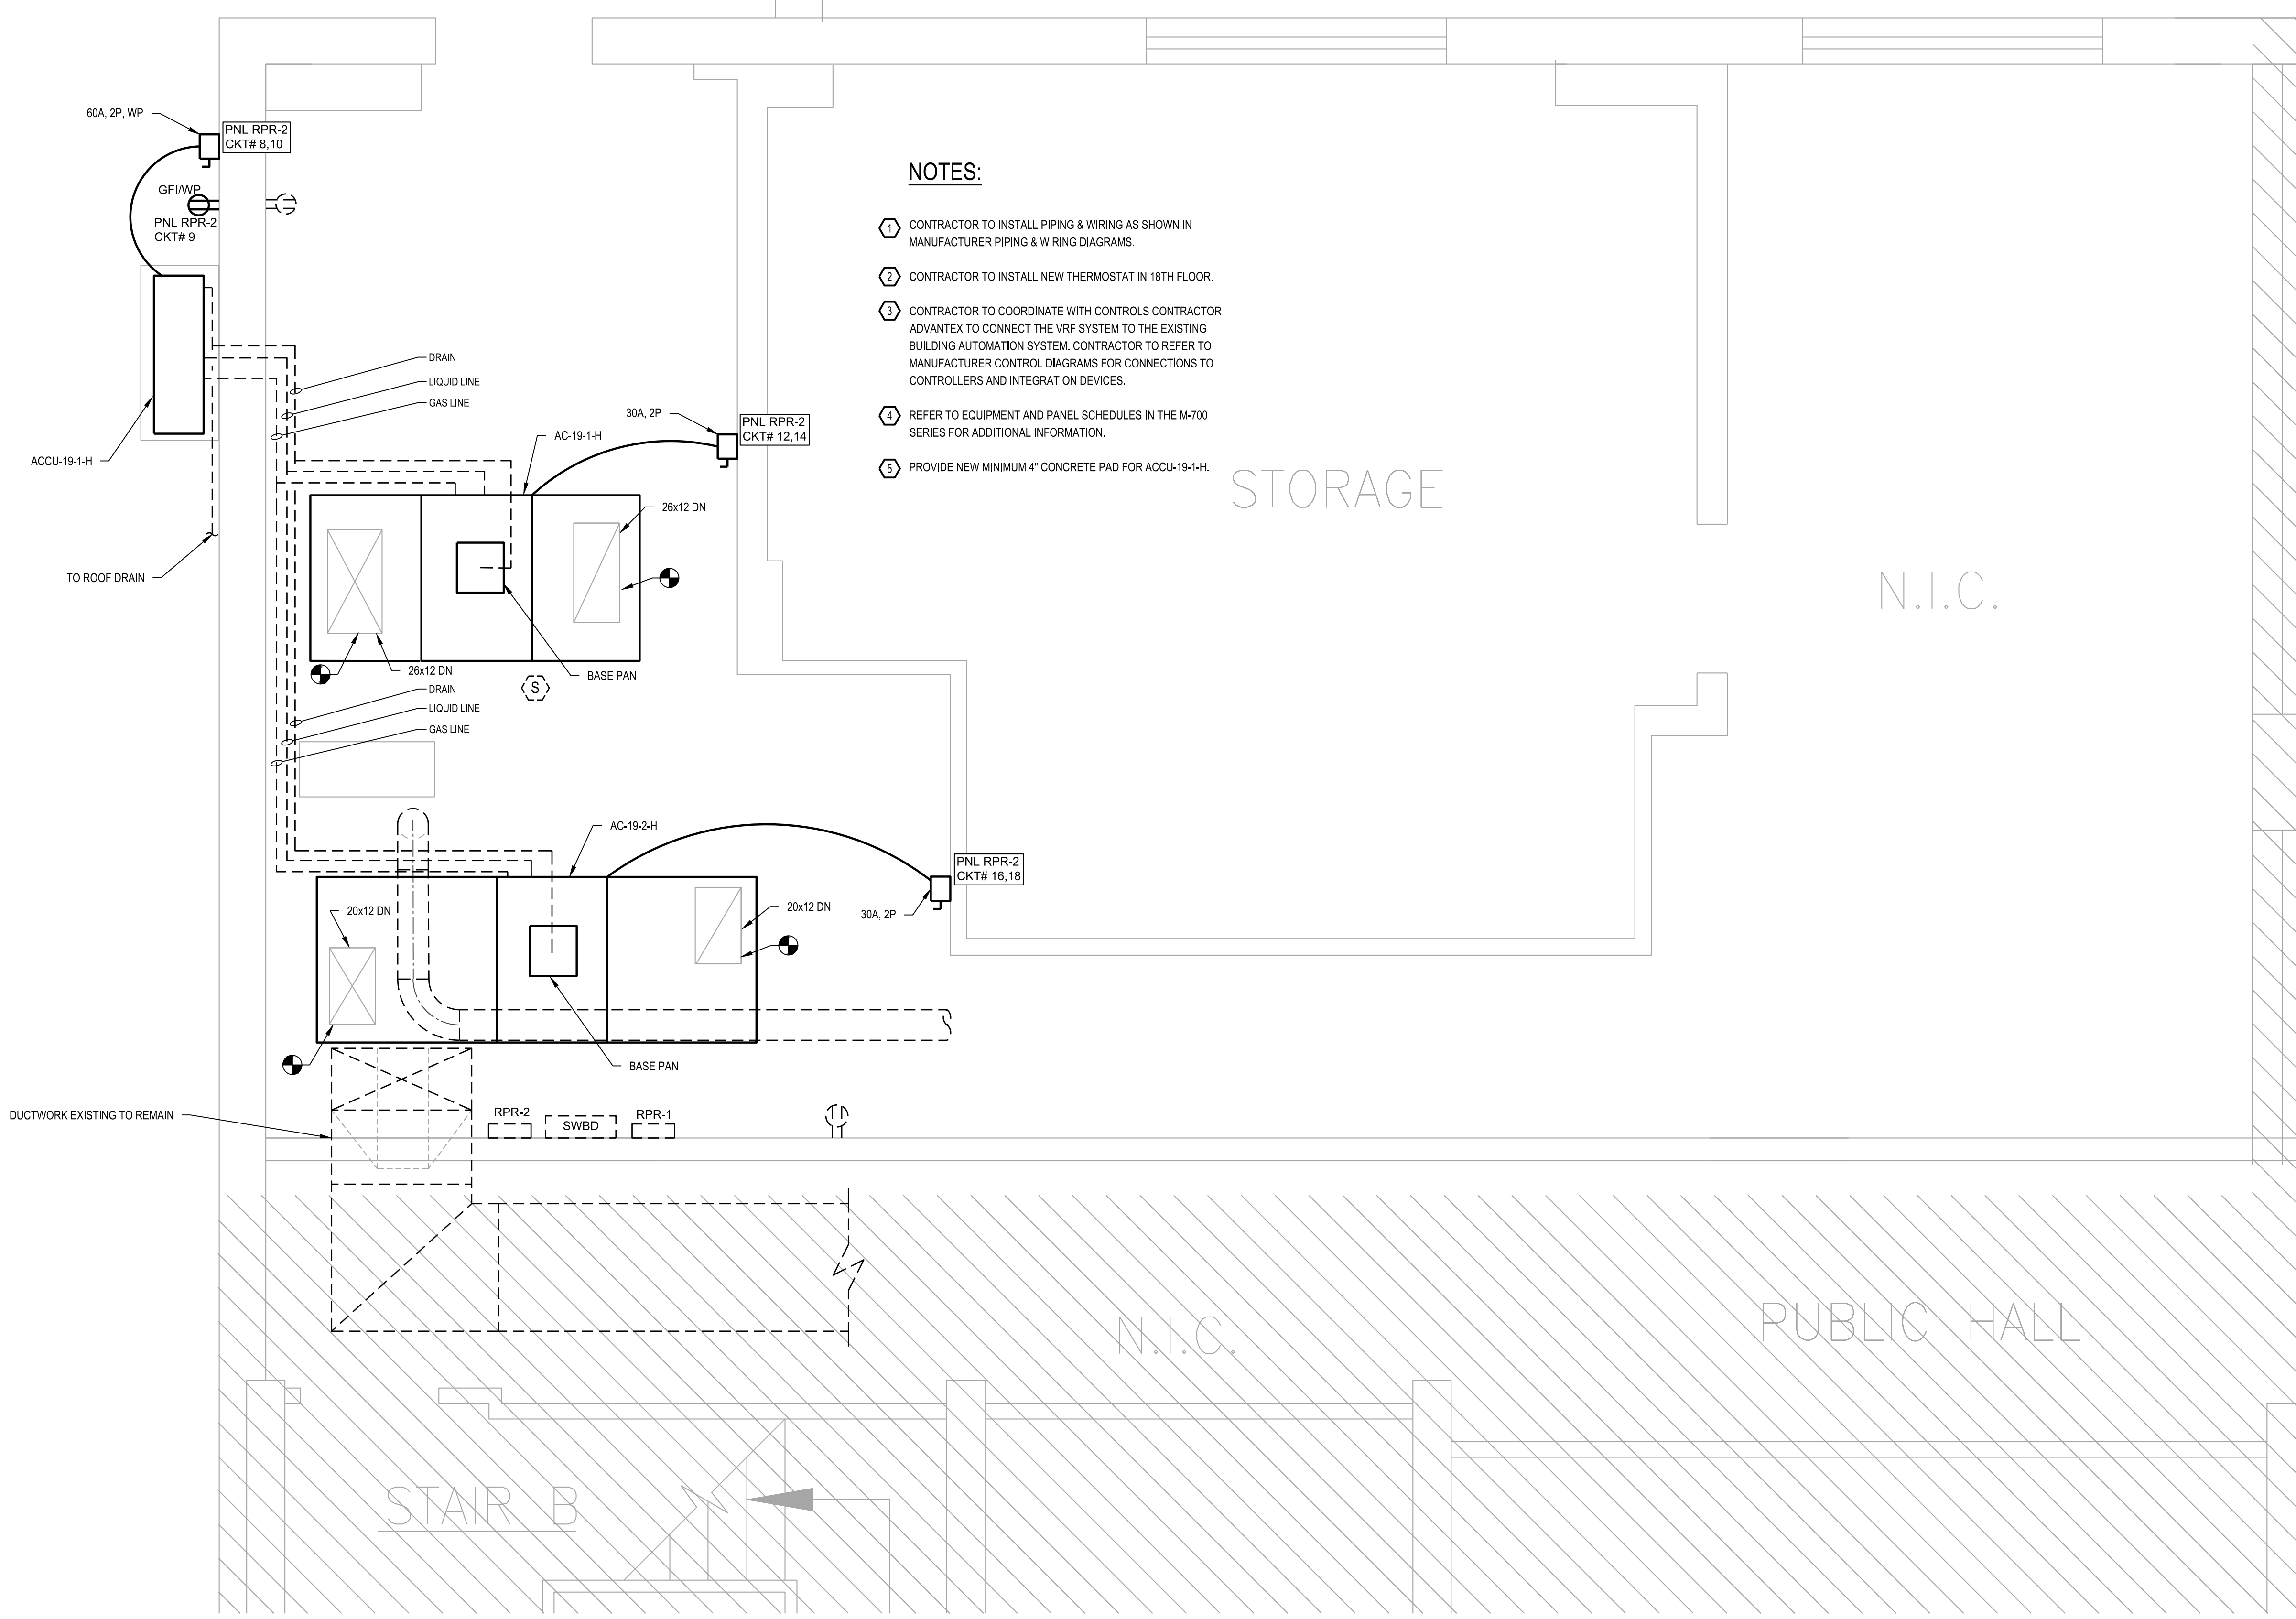 60A, 2P, WP
PNL RPR-2
CKT# 8,10
GFI/WP
PNL RPR-2
CKT# 9
NOTES:
1 CONTRACTOR TO INSTALL PIPING & WIRING AS SHOWN IN
MANUFACTURER PIPING & WIRING DIAGRAMS.
2 CONTRACTOR TO INSTALL NEW THERMOSTAT IN 18TH FLOOR.
3 CONTRACTOR TO COORDINATE WITH CONTROLS CONTRACTOR
ADVANTEX TO CONNECT THE VRF SYSTEM TO THE EXISTING
BUILDING AUTOMATION SYSTEM. CONTRACTOR TO REFER TO
MANUFACTURER CONTROL DIAGRAMS FOR CONNECTIONS TO
CONTROLLERS AND INTEGRATION DEVICES.
4 REFER TO EQUIPMENT AND PANEL SCHEDULES IN THE M-700
SERIES FOR ADDITIONAL INFORMATION.
5 PROVIDE NEW MINIMUM 4" CONCRETE PAD FOR ACCU-19-1-H.
DRAIN
LIQUID LINE
GAS LINE
30A, 2P
PNL RPR-2
CKT# 12,14
AC-19-1-H
ACCU-19-1-H
STORAGE
26x12 DN
TO ROOF DRAIN
N.I.C.
26x12 DN
BASE PAN
S
DRAIN
LIQUID LINE
GAS LINE
AC-19-2-H
PNL RPR-2
CKT# 16,18
20x12 DN
20x12 DN
30A, 2P
BASE PAN
DUCTWORK EXISTING TO REMAIN
RPR-2
SWBD
RPR-1
N.I.C.
PUBLIC HALL
STAIR B